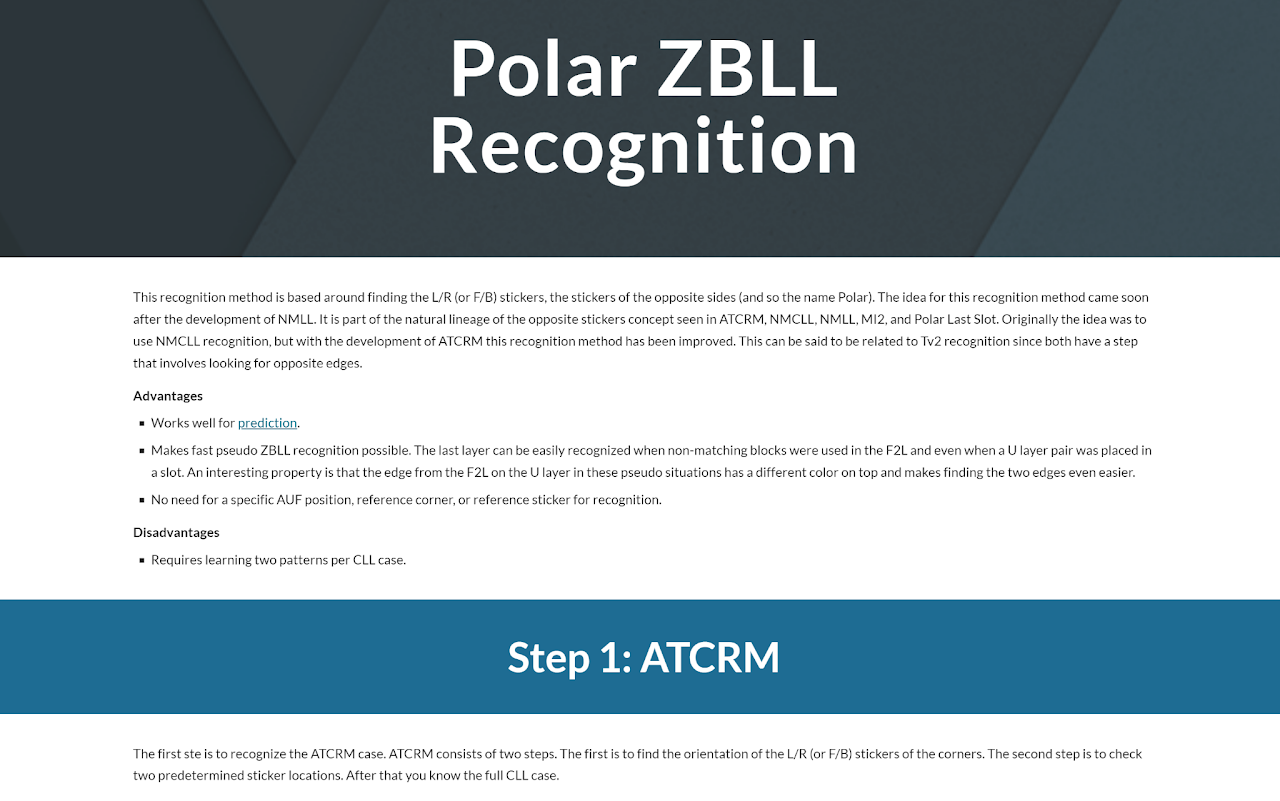 Polar ZBLL
Recognition
This recognition method is based around finding the L/R (or F/B) stickers, the stickers of the opposite sides (and so the name Polar). The idea for this recognition method came soon
after the development of NMLL. It is part of the natural lineage of the opposite stickers concept seen in ATCRM, NMCLL, NMLL, MI2, and Polar Last Slot. Originally the idea was to
use NMCLL recognition, but with the development of ATCRM this recognition method has been improved. This can be said to be related to Tv2 recognition since both have a step
that involves looking for opposite edges.
Advantages
▪ Works well for prediction.
▪ Makes fast pseudo ZBLL recognition possible. The last layer can be easily recognized when non-matching blocks were used in the F2L and even when a U layer pair was placed in
a slot. An interesting property is that the edge from the F2L on the U layer in these pseudo situations has a different color on top and makes finding the two edges even easier.
▪ No need for a specific AUF position, reference corner, or reference sticker for recognition.
Disadvantages
▪ Requires learning two patterns per CLL case.
Step 1: ATCRM
The first ste is to recognize the ATCRM case. ATCRM consists of two steps. The first is to find the orientation of the L/R (or F/B) stickers of the corners. The second step is to check
two predetermined sticker locations. After that you know the full CLL case.